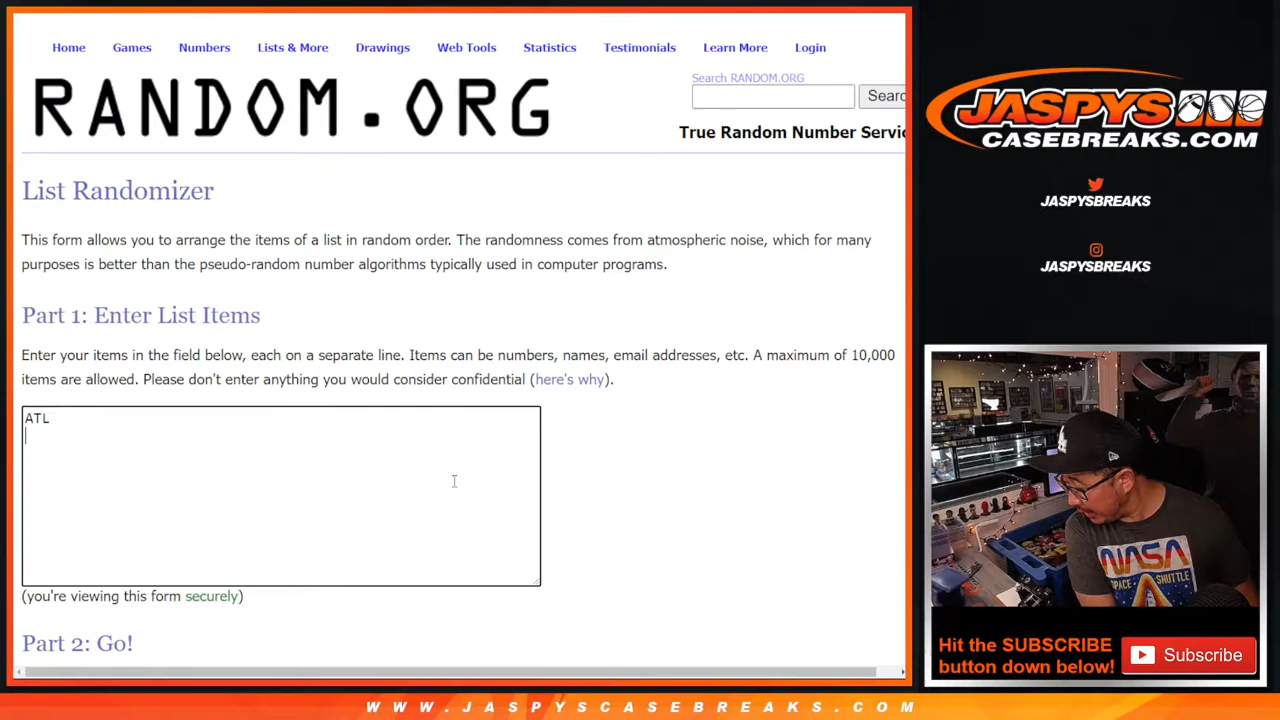 Home Games Numbers Lists & More Drawings Web Tools Statistics Testimonials Learn More Login
RANDOM.ORG
Search RANDOM.ORG
Searc
True Random Number Servic
List Randomizer
This form allows you to arrange the items of a list in random order. The randomness comes from atmospheric noise, which for many
purposes is better than the pseudo-random number algorithms typically used in computer programs.
Part 1: Enter List Items
Enter your items in the field below, each on a separate line. Items can be numbers, names, email addresses, etc. A maximum of 10,000
items are allowed. Please don't enter anything you would consider confidential (here's why).
ATL
(you're viewing this form securely)
Part 2: Go!
JASPYS
CASEBREAKS.COM
JASPYSBREAKS
JASPYSBREAKS
NASA
SPACE SHUTTLE
Hit the SUBSCRIBE
button down below!
Subscribe
WWW.JASPYSCASEBREAKS.COM